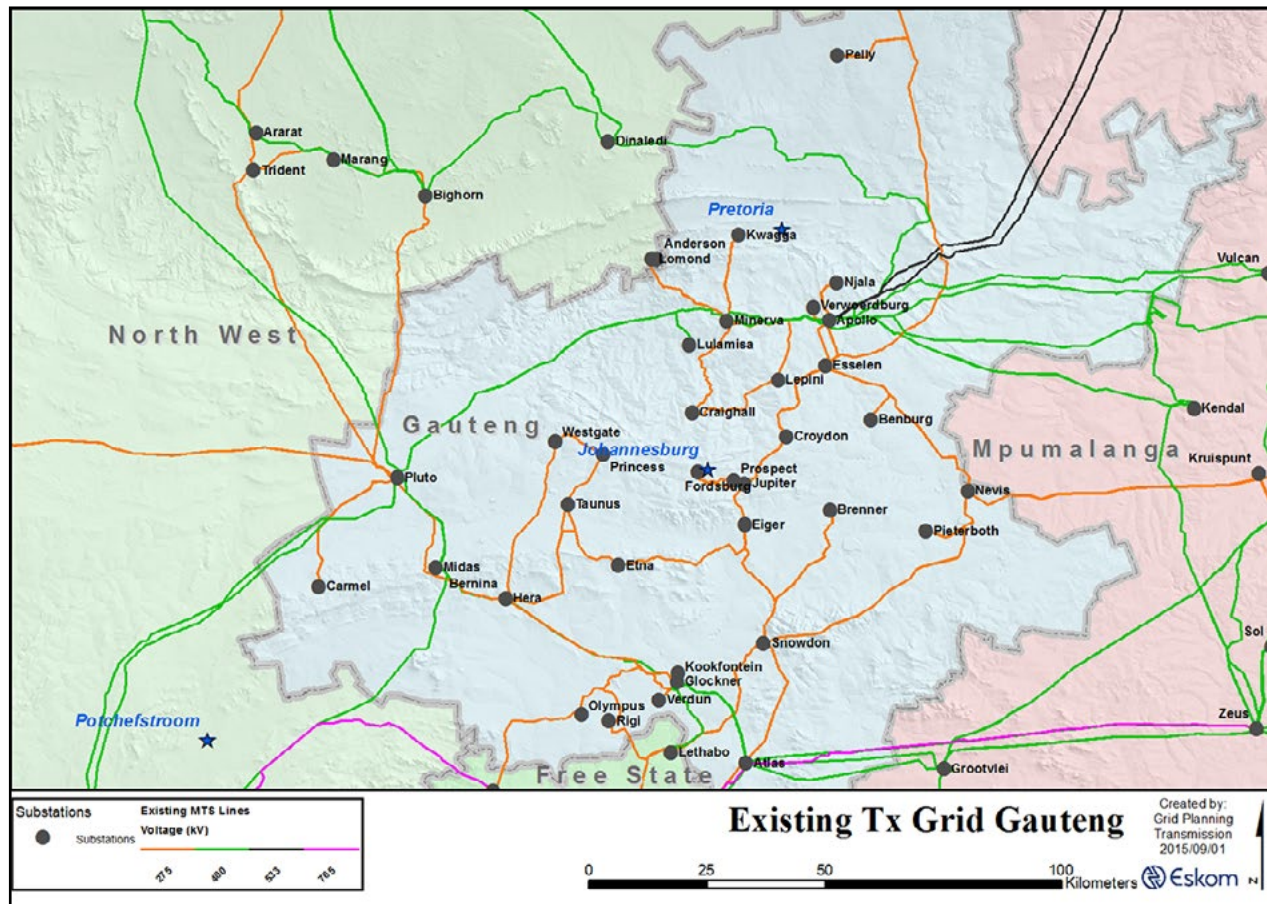 Pelly
Ararat
Dinaledi
Marang
Trident
Bighorn
Pretoria
Kwagga
Anderson
Lomond
Vulcan
Njala
Verwoerdburg
North West
Minerva
Apollo
Lulamisa
Esselen
Lepini
Craighall
Kendal
Gauteng
Benburg
Westgate
Croydon
Johannesburg
Mpumalanga
Princess
Prospect
Kruispunt
Pluto
Fordsburg
Jupiter
Nevis
Taunus
Brenner
Eiger
Pieterboth
Midas
Etna
Bernina
Carmel
Hera
Snowdon
Sol
Kookfontein
Glockner
Verdun
Olympus
Potchefstroom
Rigi
Zeus
Lethabo
Atlas
Grootvlei
Free State
Substations
Substations
Existing MTS Lines
Voltage (kV)
275
400
533
765
Existing Tx Grid Gauteng
Created by:
Grid Planning
Transmission
2015/09/01
0 25 50 100
Kilometers
Eskom
N